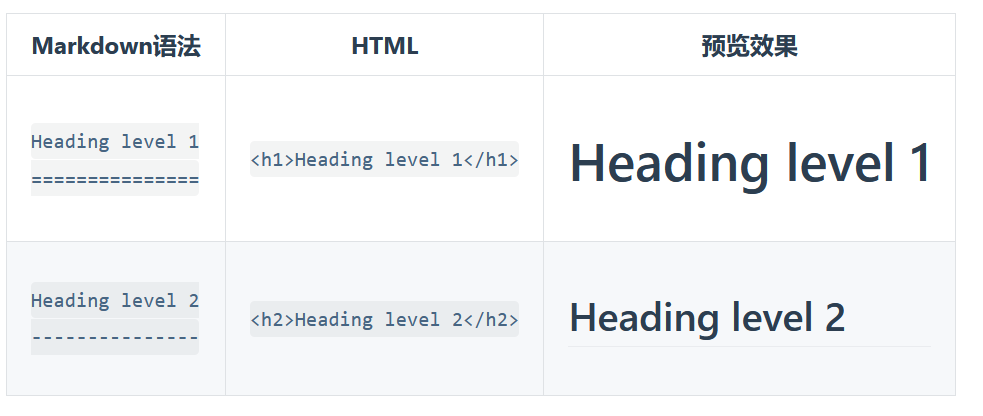 Markdown语法 HTML 预览效果
Heading level 1
===============
<h1>Heading level 1</h1>
Heading level 1
Heading level 2
---------------
<h2>Heading level 2</h2>
Heading level 2